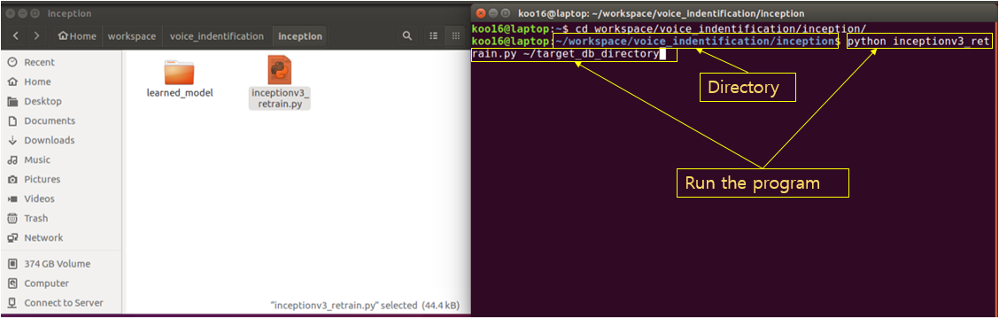 Inception
Home workspace voice_indentification Inception
Recent
Home
Desktop
Documents
Downloads
Music
Pictures
Videos
Trash
Network
374 GB Volume
Computer
Connect to Server
learned_model
inceptionv3_
retrain.py
"inceptionv3_retrain.py" selected (44.4 kB)
koo16@laptop: ~/workspace/voice_indentification/inception
koo16@laptop:~$ cd workspace/voice_indentification/inception/
koo16@laptop:~/workspace/voice_indentification/inception$ python inceptionv3_ret
rain.py ~/target_db_directory
Directory
Run the program